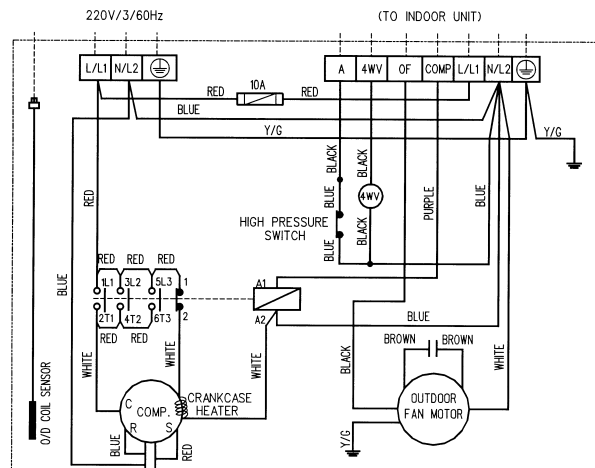 220V/3/60Hz
(TO INDOOR UNIT)
L/L1 N/L2
A 4WV OF COMP L/L1 N/L2
10A
RED
RED
BLUE
Y/G
Y/G
BLACK
BLACK
RED
BLUE
4WV
PURPLE
BLUE
HIGH PRESSURE
SWITCH
BLUE
BLACK
RED RED RED
A1
1L1 3L2 5L3 1
2T1 4T2 6T3 2
A2
BLUE
RED RED
BLUE
BROWN BROWN
WHITE
WHITE
WHITE
BLACK
WHITE
O/D COIL SENSOR
CRANKCASE
HEATER
C
COMP.
R S
OUTDOOR
FAN MOTOR
BLUE
RED
Y/G